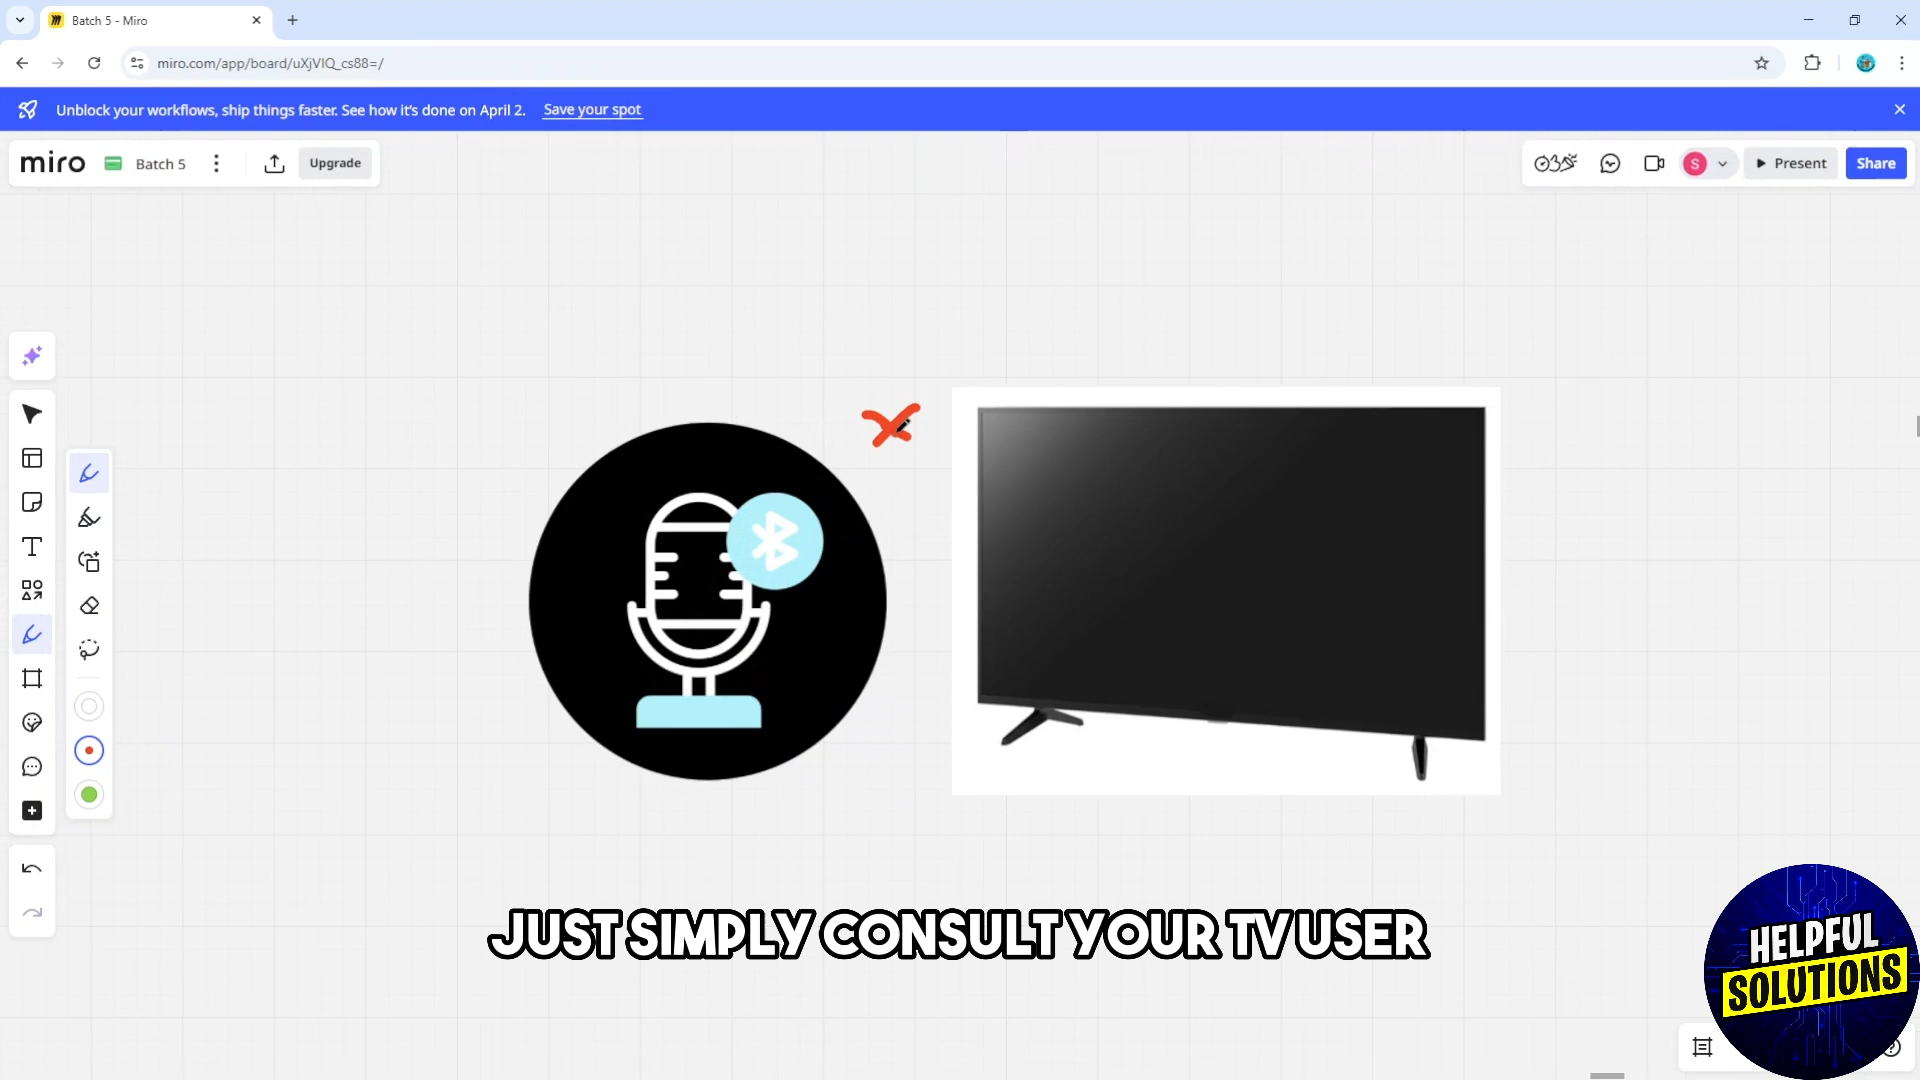 Batch 5 - Miro
miro.com/app/board/uXjVIQ_cs88=/
Unblock your workflows, ship things faster. See how it's done on April 2. Save your spot
miro Batch 5 Upgrade
S Present Share
JUST SIMPLY CONSULT YOUR TV USER
HELPFUL
SOLUTIONS